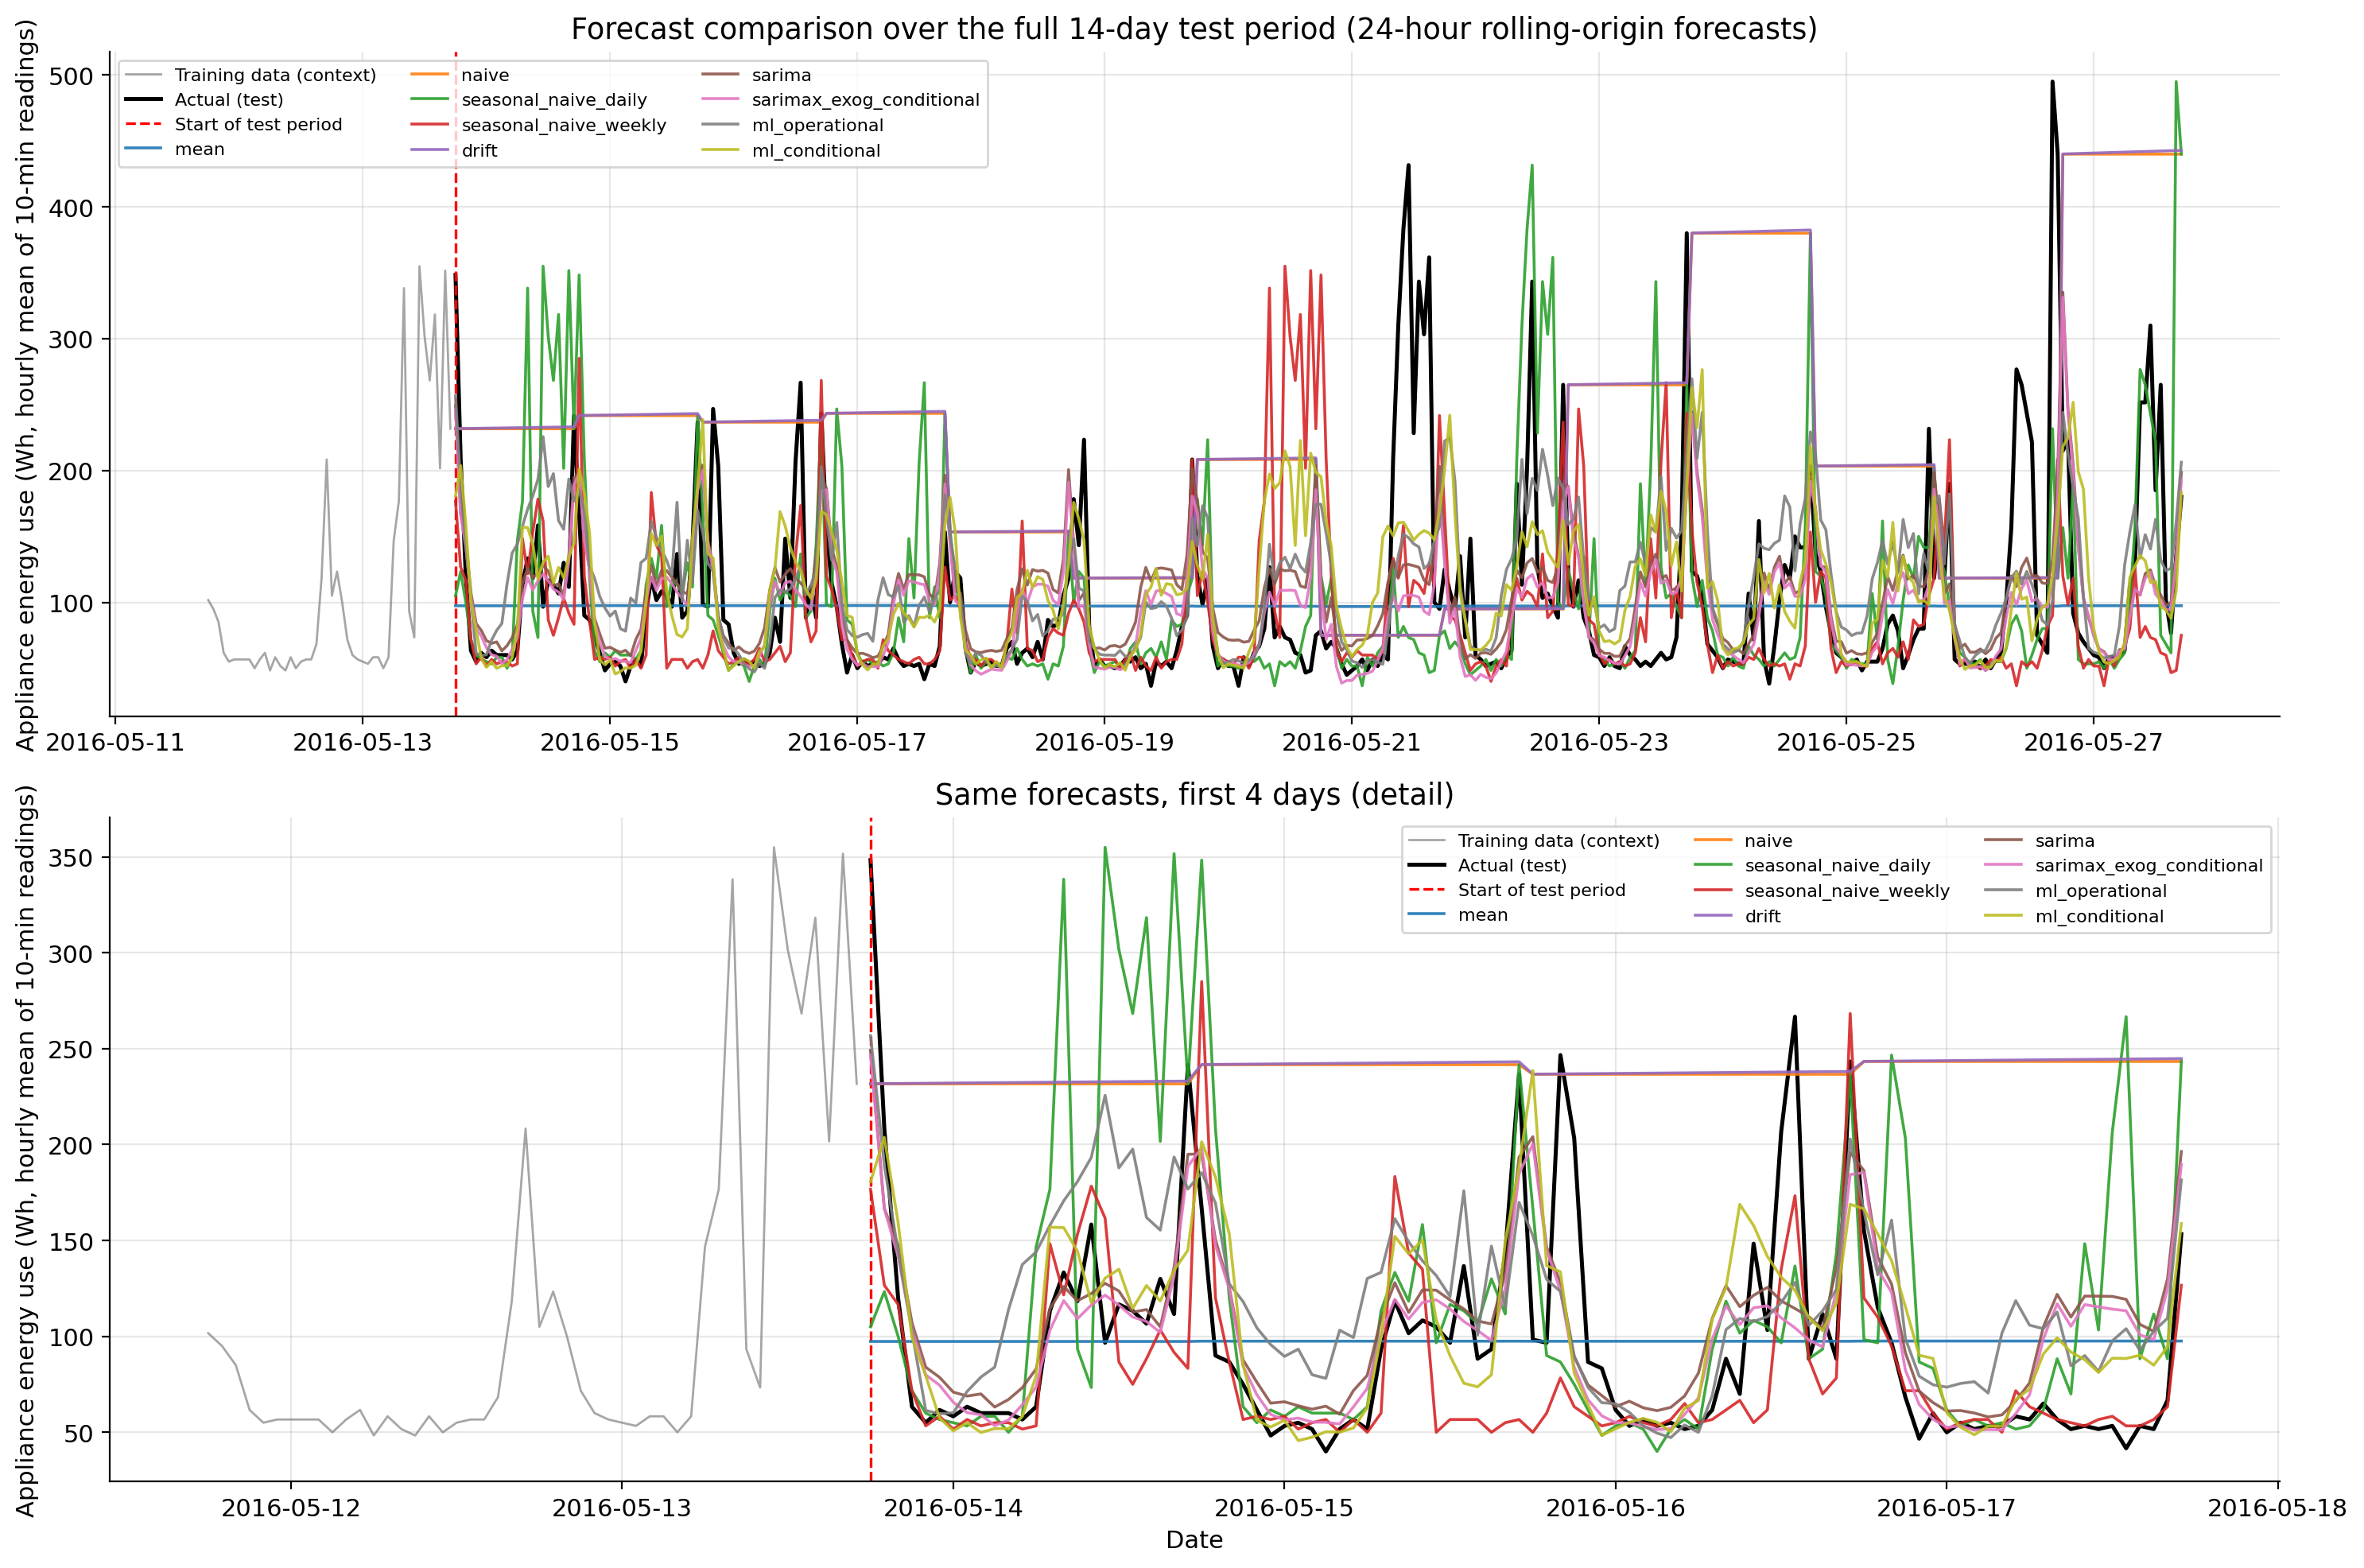 Forecast comparison over the full 14-day test period (24-hour rolling-origin forecasts)
Appliance energy use (Wh, hourly mean of 10-min readings)
500
400
300
200
100
Training data (context)
Actual (test)
Start of test period
mean
naive
seasonal_naive_daily
seasonal_naive_weekly
drift
sarima
sarimax_exog_conditional
ml_operational
ml_conditional
2016-05-11 2016-05-13 2016-05-15 2016-05-17 2016-05-19 2016-05-21 2016-05-23 2016-05-25 2016-05-27
Same forecasts, first 4 days (detail)
Appliance energy use (Wh, hourly mean of 10-min readings)
350
300
250
200
150
100
50
Training data (context)
Actual (test)
Start of test period
mean
naive
seasonal_naive_daily
seasonal_naive_weekly
drift
sarima
sarimax_exog_conditional
ml_operational
ml_conditional
2016-05-12 2016-05-13 2016-05-14 2016-05-15 2016-05-16 2016-05-17 2016-05-18
Date